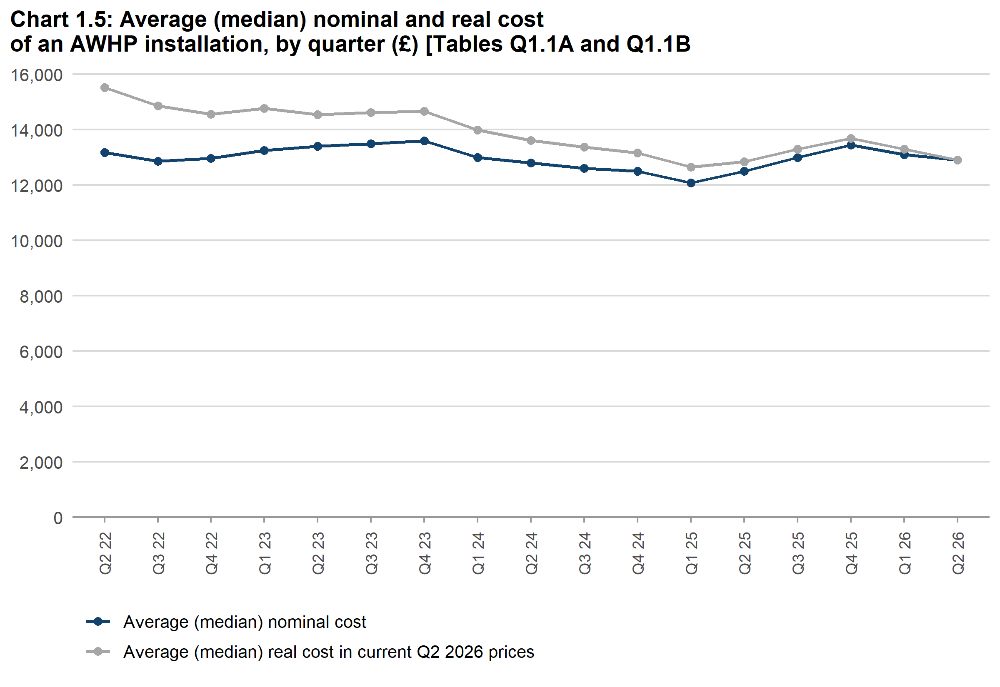 Chart 1.5: Average (median) nominal and real cost
of an AWHP installation, by quarter (£) [Tables Q1.1A and Q1.1B
16,000
14,000
12,000
10,000
8,000
6,000
4,000
2,000
0
Q2 22
Q3 22
Q4 22
Q1 23
Q2 23
Q3 23
Q4 23
Q1 24
Q2 24
Q3 24
Q4 24
Q1 25
Q2 25
Q3 25
Q4 25
Q1 26
Q2 26
Average (median) nominal cost
Average (median) real cost in current Q2 2026 prices